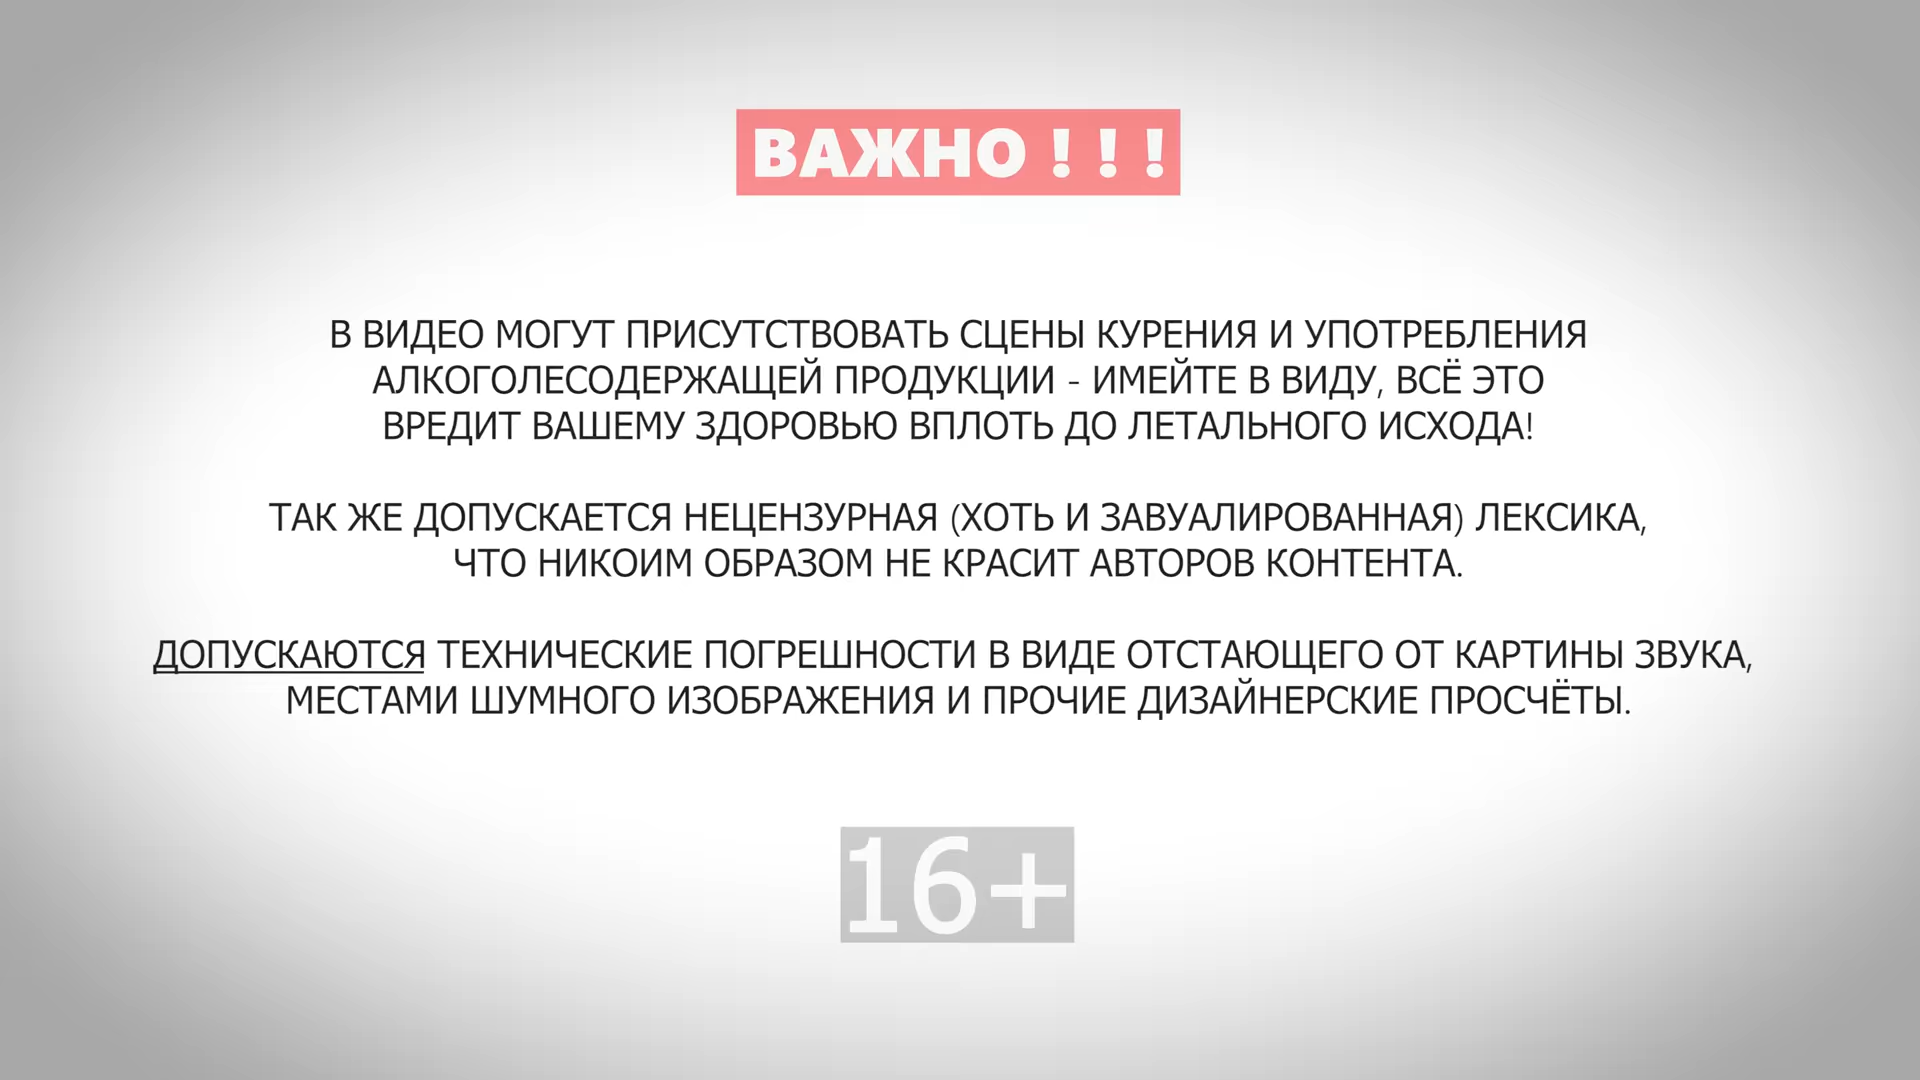 ВАЖНО ! ! !
В ВИДЕО МОГУТ ПРИСУТСТВОВАТЬ СЦЕНЫ КУРЕНИЯ И УПОТРЕБЛЕНИЯ
АЛКОГОЛЕСОДЕРЖАЩЕЙ ПРОДУКЦИИ - ИМЕЙТЕ В ВИДУ, ВСЁ ЭТО
ВРЕДИТ ВАШЕМУ ЗДОРОВЬЮ ВПЛОТЬ ДО ЛЕТАЛЬНОГО ИСХОДА!
ТАК ЖЕ ДОПУСКАЕТСЯ НЕЦЕНЗУРНАЯ (ХОТЬ И ЗАВУАЛИРОВАННАЯ) ЛЕКСИКА,
ЧТО НИКОИМ ОБРАЗОМ НЕ КРАСИТ АВТОРОВ КОНТЕНТА.
ДОПУСКАЮТСЯ ТЕХНИЧЕСКИЕ ПОГРЕШНОСТИ В ВИДЕ ОТСТАЮЩЕГО ОТ КАРТИНЫ ЗВУКА,
МЕСТАМИ ШУМНОГО ИЗОБРАЖЕНИЯ И ПРОЧИЕ ДИЗАЙНЕРСКИЕ ПРОСЧЁТЫ.
16+